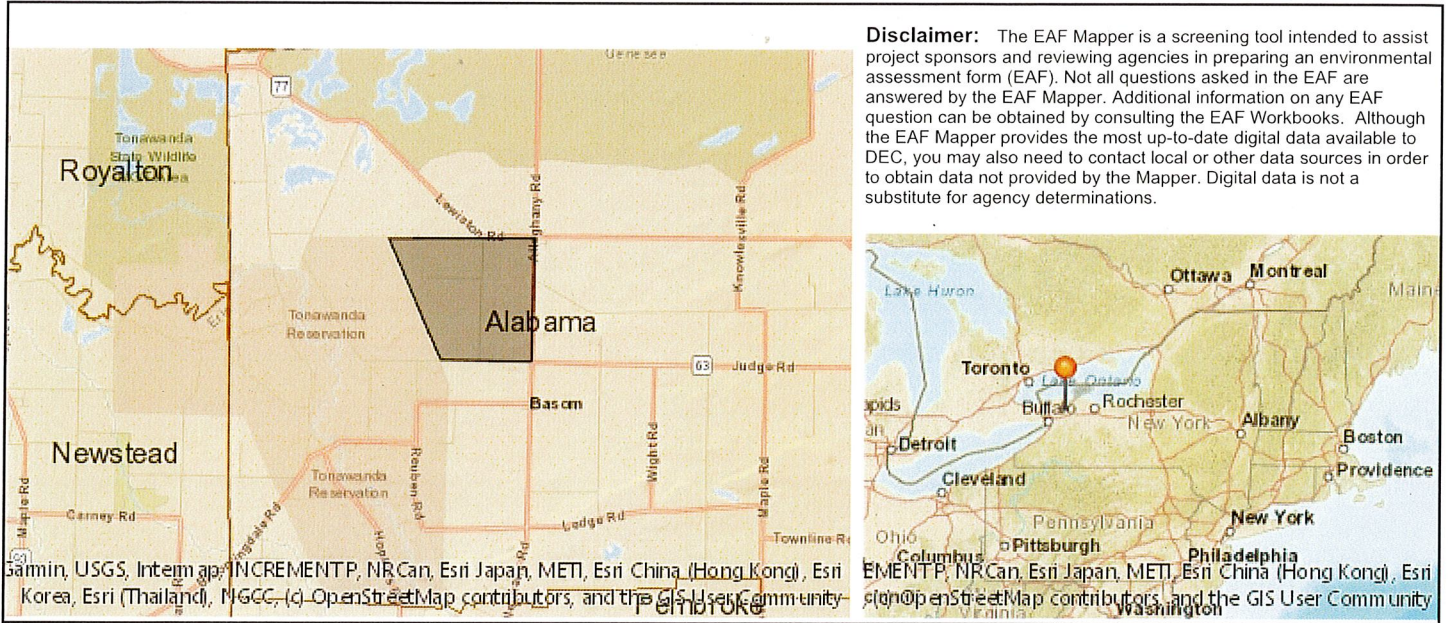 Disclaimer: The EAF Mapper is a screening tool intended to assist
project sponsors and reviewing agencies in preparing an environmental
assessment form (EAF). Not all questions asked in the EAF are
answered by the EAF Mapper. Additional information on any EAF
question can be obtained by consulting the EAF Workbooks. Although
the EAF Mapper provides the most up-to-date digital data available to
DEC, you may also need to contact local or other data sources in order
to obtain data not provided by the Mapper. Digital data is not a
substitute for agency determinations.
Genesee
77
Tonawanda
State Wildlife
Area
Royalton
Lewiston Rd
Alleghany Rd
Knowlesville Rd
Tonawanda
Reservation
Alabama
63
Judge Rd
Basom
Newstead
Tonawanda
Reservation
Reuben Rd
Wight Rd
Maple Rd
Maple Rd
Carney Rd
Ledge Rd
Townline Rd
Garmin, USGS, Intermap, INCREMENT P, NRCan, Esri Japan, METI, Esri China (Hong Kong), Esri
Korea, Esri (Thailand), NGCC, (c) OpenStreetMap contributors, and the GIS User Community
Pembroke
Ottawa
Montreal
Maine
Lake Huron
Toronto
Lake Ontario
Buffalo
Rochester
New York
Albany
Boston
Providence
Detroit
Cleveland
New York
Pennsylvania
Ohio
Pittsburgh
Columbus
Philadelphia
EMENT P, NRCan, Esri Japan, METI, Esri China (Hong Kong), Esri
(c) OpenStreetMap contributors, and the GIS User Community
Virginia
Washington